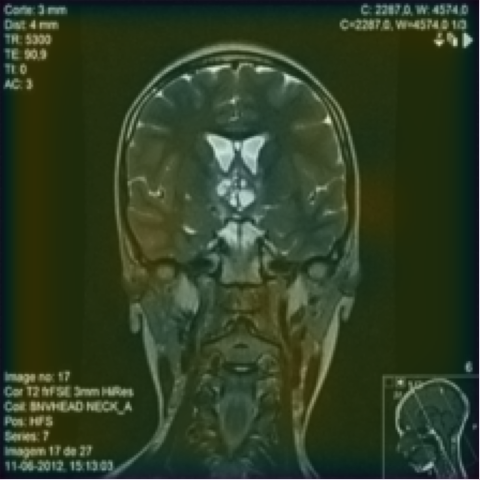 Corte: 3 mm
Dist: 4 mm
TR: 5300
TE: 90,9
TI: 0
AC: 3
C: 2287,0, W: 4574,0
C=2287,0, W=4574,0 1/3
Image no: 17
Cor T2 frFSE 3mm HiRes
Coil: 8NVHEAD NECK_A
Pos: HFS
Series: 7
Imagem 17 de 27
11-06-2012, 15:13:03
6